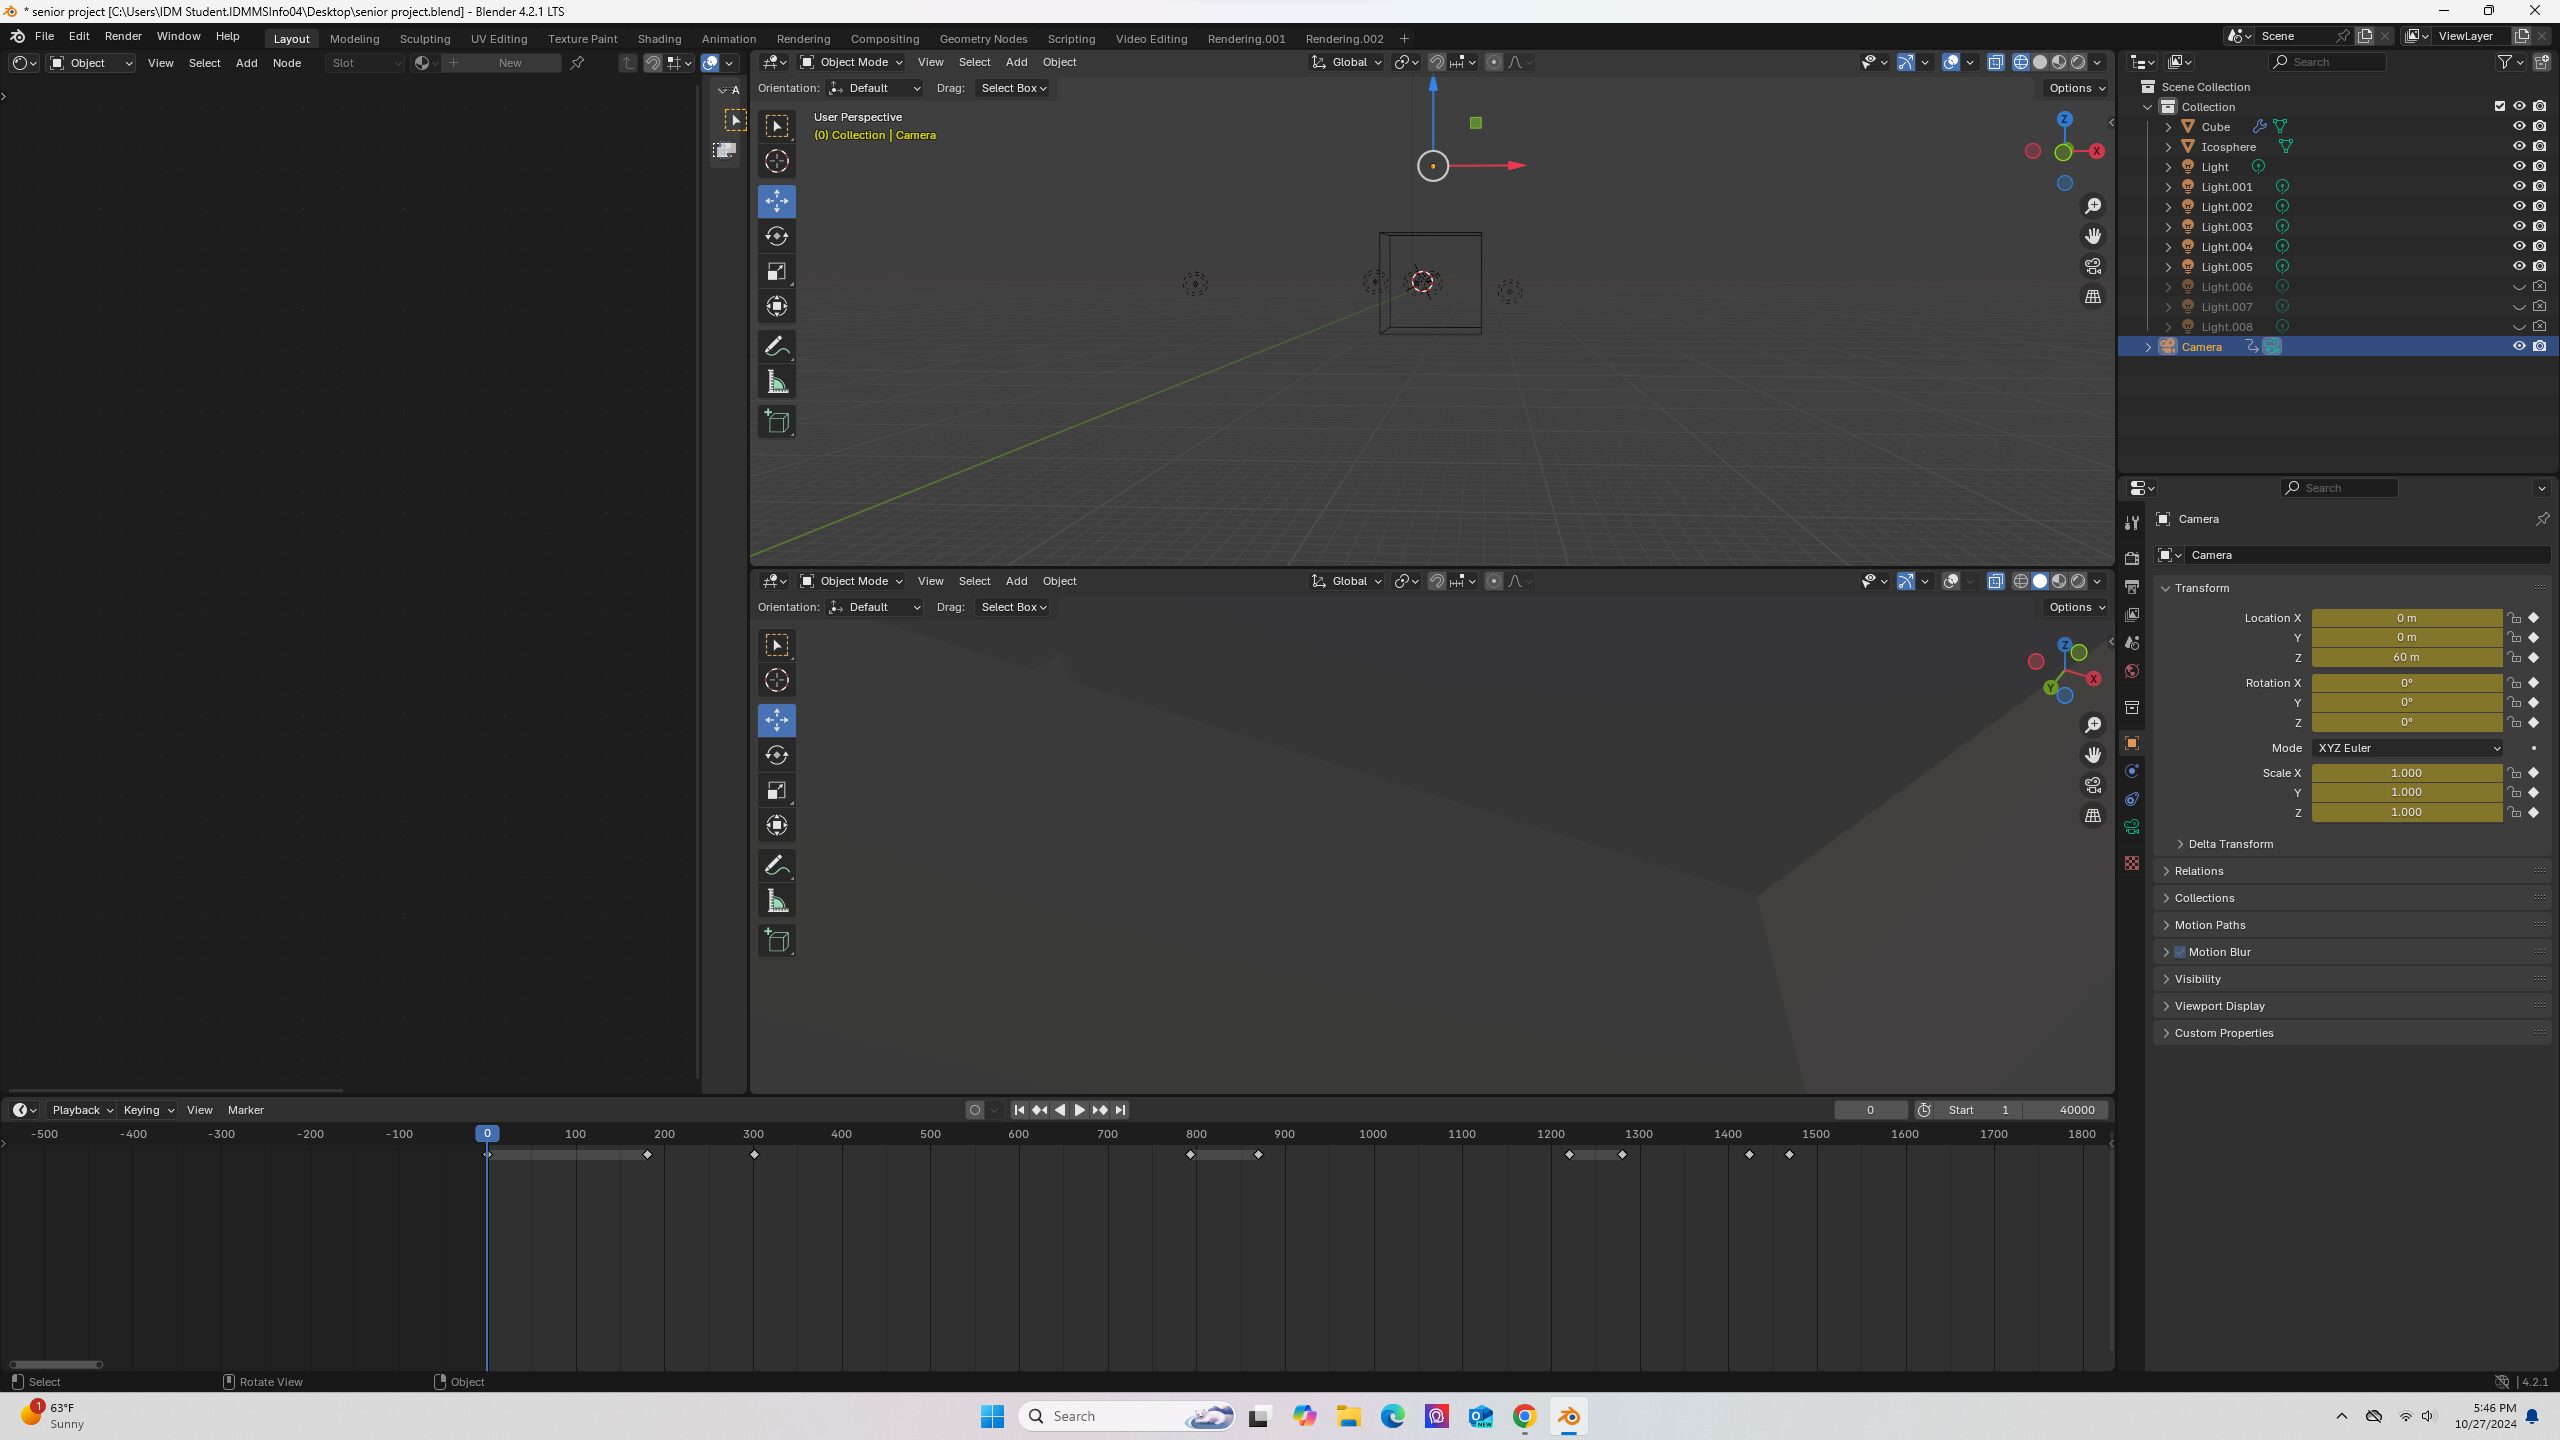 * senior project [C:\Users\IDM Student.IDMMSInfo04\Desktop\senior project.blend] - Blender 4.2.1 LTS
File Edit Render Window Help Layout Modeling Sculpting UV Editing Texture Paint Shading Animation Rendering Compositing Geometry Nodes Scripting Video Editing Rendering.001 Rendering.002 + Scene ViewLayer
Object View Select Add Node Slot New
A
Object Mode View Select Add Object Global
Orientation: Default Drag: Select Box Options
User Perspective
(0) Collection | Camera
Z
X
Search
Scene Collection
Collection
Cube
Icosphere
Light
Light.001
Light.002
Light.003
Light.004
Light.005
Light.006
Light.007
Light.008
Camera
Object Mode View Select Add Object Global
Orientation: Default Drag: Select Box Options
Z
X
Y
Search
Camera
Camera
Transform
Location X 0 m
Y 0 m
Z 60 m
Rotation X 0°
Y 0°
Z 0°
Mode XYZ Euler
Scale X 1.000
Y 1.000
Z 1.000
Delta Transform
Relations
Collections
Motion Paths
Motion Blur
Visibility
Viewport Display
Custom Properties
Playback Keying View Marker 0 Start 1 40000
-500 -400 -300 -200 -100 0 100 200 300 400 500 600 700 800 900 1000 1100 1200 1300 1400 1500 1600 1700 1800
Select Rotate View Object 4.2.1
1
63°F
Sunny
Search
NEW
5:46 PM
10/27/2024